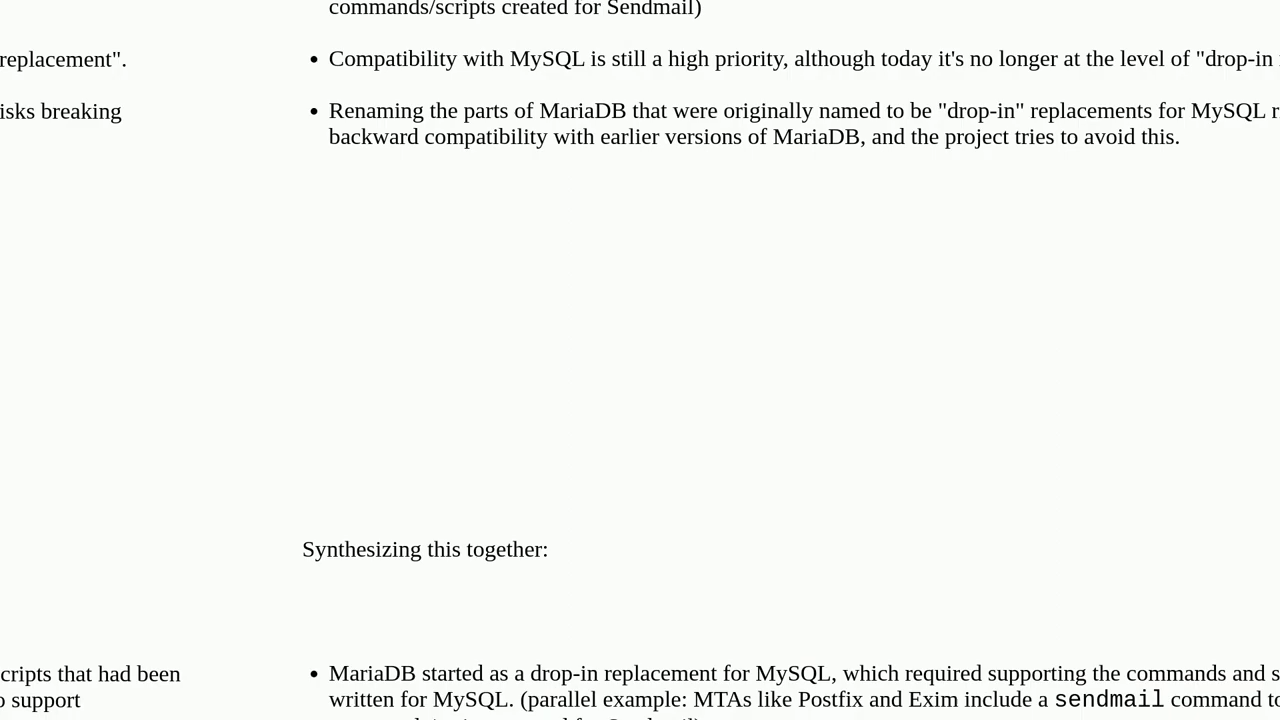 commands/scripts created for Sendmail)
replacement".
• Compatibility with MySQL is still a high priority, although today it's no longer at the level of "drop-in
isks breaking
• Renaming the parts of MariaDB that were originally named to be "drop-in" replacements for MySQL r
backward compatibility with earlier versions of MariaDB, and the project tries to avoid this.
Synthesizing this together:
cripts that had been
o support
• MariaDB started as a drop-in replacement for MySQL, which required supporting the commands and s
written for MySQL. (parallel example: MTAs like Postfix and Exim include a sendmail command to